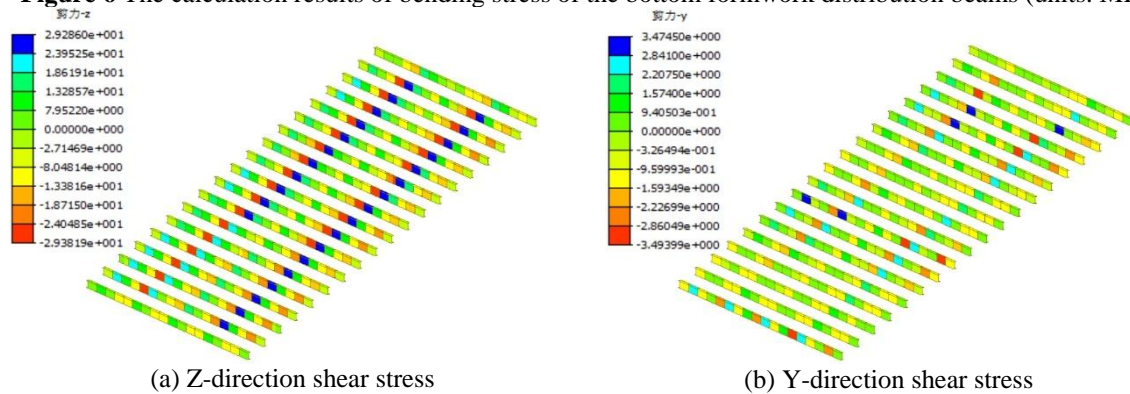 Figure 6 The calculation results of bending stress of the bottom formwork distribution beams (units: MP
剪力-z
2.92860e+001
2.39525e+001
1.86191e+001
1.32857e+001
7.95220e+000
0.00000e+000
-2.71469e+000
-8.04814e+000
-1.33816e+001
-1.87150e+001
-2.40485e+001
-2.93819e+001
(a) Z-direction shear stress
剪力-y
3.47450e+000
2.84100e+000
2.20750e+000
1.57400e+000
9.40503e-001
0.00000e+000
-3.26494e-001
-9.59993e-001
-1.59349e+000
-2.22699e+000
-2.86049e+000
-3.49399e+000
(b) Y-direction shear stress